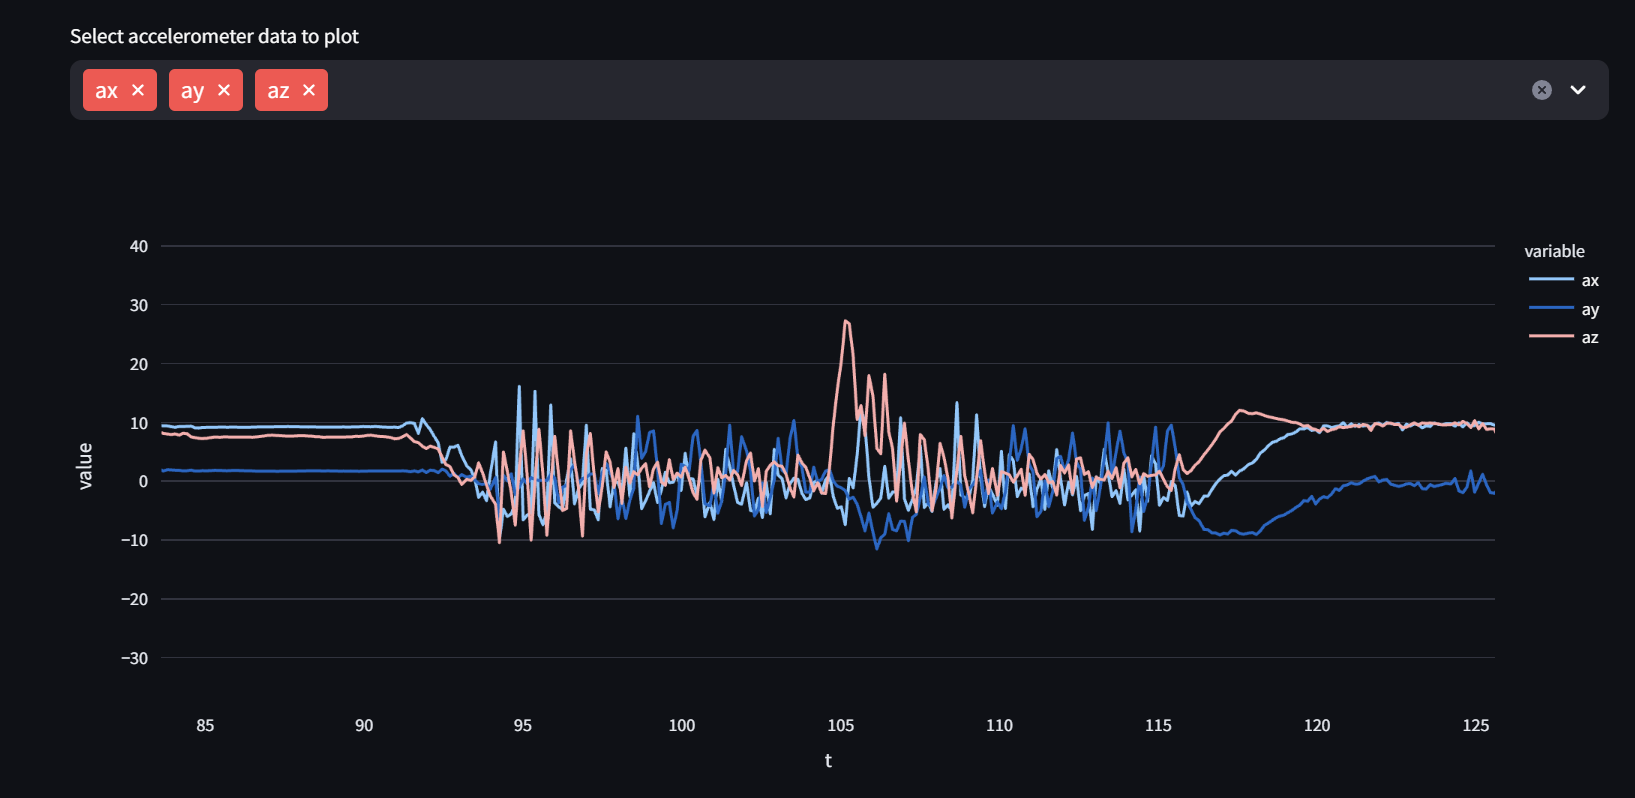 Select accelerometer data to plot
ax × ay × az ×
40
30
20
10
0
−10
−20
−30
value
85 90 95 100 105 110 115 120 125
t
variable
ax
ay
az